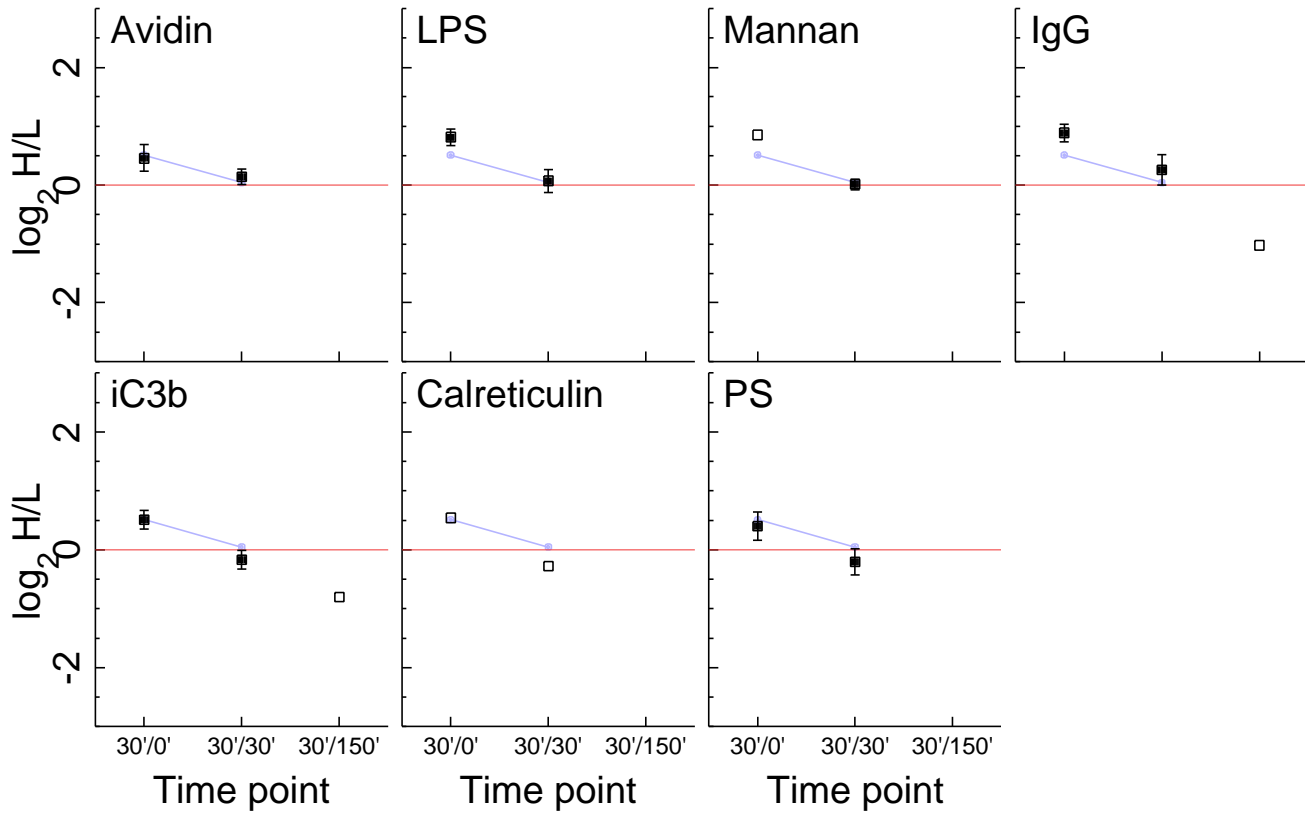 Avidin
LPS
Mannan
IgG
log2 H/L
2
0
-2
iC3b
Calreticulin
PS
log2 H/L
2
0
-2
30'/0' 30'/30' 30'/150'
30'/0' 30'/30' 30'/150'
30'/0' 30'/30' 30'/150'
Time point
Time point
Time point